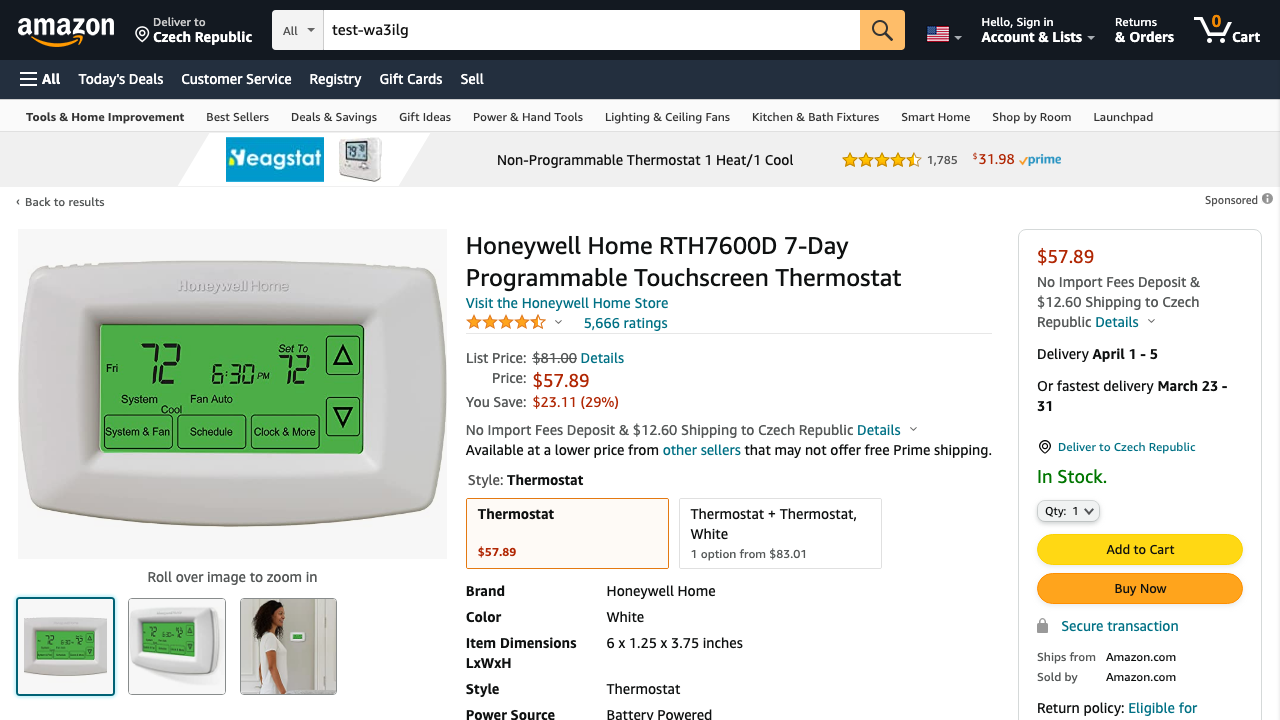 amazon
Deliver to
Czech Republic
All
test-wa3ilg
Hello, Sign in
Account & Lists
Returns
& Orders
0
Cart
All
Today's Deals
Customer Service
Registry
Gift Cards
Sell
Tools & Home Improvement
Best Sellers
Deals & Savings
Gift Ideas
Power & Hand Tools
Lighting & Ceiling Fans
Kitchen & Bath Fixtures
Smart Home
Shop by Room
Launchpad
Heagstat
Non-Programmable Thermostat 1 Heat/1 Cool
1,785
$31.98
prime
‹ Back to results
Sponsored
Honeywell Home
Fri
72
6:30 PM
Set To
72
System
Cool
Fan Auto
System & Fan
Schedule
Clock & More
Roll over image to zoom in
Honeywell Home RTH7600D 7-Day
Programmable Touchscreen Thermostat
Visit the Honeywell Home Store
5,666 ratings
List Price: $81.00 Details
Price: $57.89
You Save: $23.11 (29%)
No Import Fees Deposit & $12.60 Shipping to Czech Republic Details
Available at a lower price from other sellers that may not offer free Prime shipping.
Style: Thermostat
Thermostat
$57.89
Thermostat + Thermostat,
White
1 option from $83.01
Brand Honeywell Home
Color White
Item Dimensions 6 x 1.25 x 3.75 inches
LxWxH
Style Thermostat
Power Source Battery Powered
$57.89
No Import Fees Deposit &
$12.60 Shipping to Czech
Republic Details
Delivery April 1 - 5
Or fastest delivery March 23 -
31
Deliver to Czech Republic
In Stock.
Qty: 1
Add to Cart
Buy Now
Secure transaction
Ships from Amazon.com
Sold by Amazon.com
Return policy: Eligible for